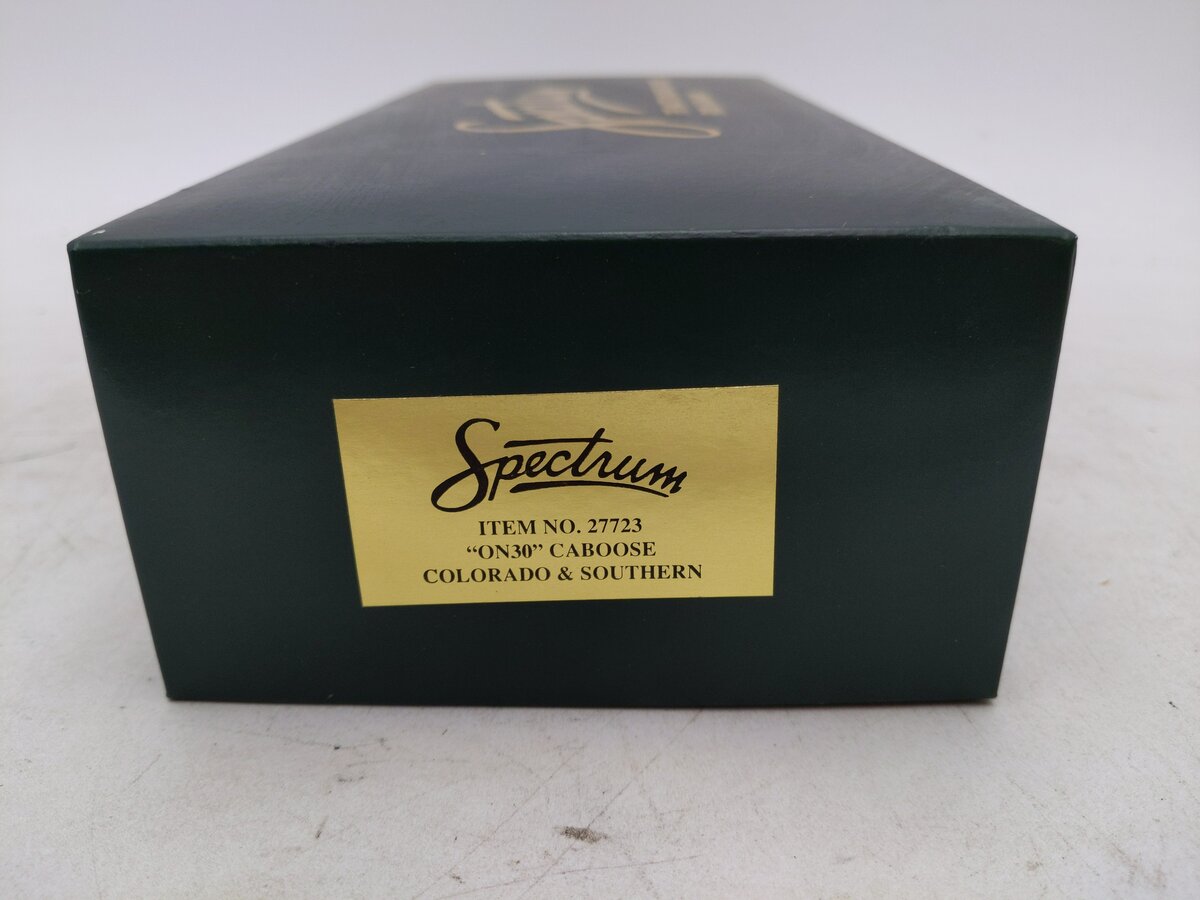 Spectrum
ITEM NO. 27723
“ON30” CABOOSE
COLORADO & SOUTHERN